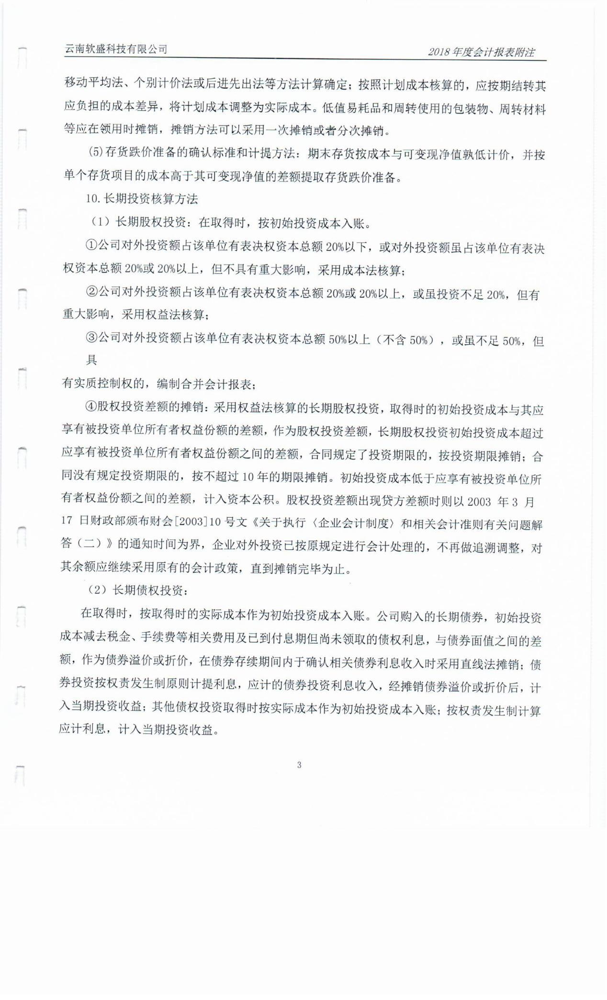 云南软盛科技有限公司
2018年度会计报表附注
移动平均法、个别计价法或后进先出法等方法计算确定；按照计划成本核算的，应按期结转其
应负担的成本差异，将计划成本调整为实际成本。低值易耗品和周转使用的包装物、周转材料
等应在领用时摊销，摊销方法可以采用一次摊销或者分次摊销。
(5)存货跌价准备的确认标准和计提方法：期末存货按成本与可变现净值孰低计价，并按
单个存货项目的成本高于其可变现净值的差额提取存货跌价准备。
10.长期投资核算方法
（1）长期股权投资：在取得时，按初始投资成本入账。
①公司对外投资额占该单位有表决权资本总额 20%以下，或对外投资额虽占该单位有表决
权资本总额 20%或 20%以上，但不具有重大影响，采用成本法核算；
②公司对外投资额占该单位有表决权资本总额 20%或 20%以上，或虽投资不足 20%，但有
重大影响，采用权益法核算；
③公司对外投资额占该单位有表决权资本总额 50%以上（不含 50%），或虽不足 50%，但
具
有实质控制权的，编制合并会计报表；
④股权投资差额的摊销：采用权益法核算的长期股权投资，取得时的初始投资成本与其应
享有被投资单位所有者权益份额的差额，作为股权投资差额，长期股权投资初始投资成本超过
应享有被投资单位所有者权益份额之间的差额，合同规定了投资期限的，按投资期限摊销；合
同没有规定投资期限的，按不超过 10 年的期限摊销。初始投资成本低于应享有被投资单位所
有者权益份额之间的差额，计入资本公积。股权投资差额出现贷方差额时则以 2003 年 3 月
17 日财政部颁布财会[2003]10 号文《关于执行〈企业会计制度〉和相关会计准则有关问题解
答（二）》的通知时间为界，企业对外投资已按原规定进行会计处理的，不再做追溯调整，对
其余额应继续采用原有的会计政策，直到摊销完毕为止。
（2）长期债权投资：
在取得时，按取得时的实际成本作为初始投资成本入账。公司购入的长期债券，初始投资
成本减去税金、手续费等相关费用及已到付息期但尚未领取的债权利息，与债券面值之间的差
额，作为债券溢价或折价，在债券存续期间内于确认相关债券利息收入时采用直线法摊销；债
券投资按权责发生制原则计提利息，应计的债券投资利息收入，经摊销债券溢价或折价后，计
入当期投资收益；其他债权投资取得时按实际成本作为初始投资成本入账；按权责发生制计算
应计利息，计入当期投资收益。
3